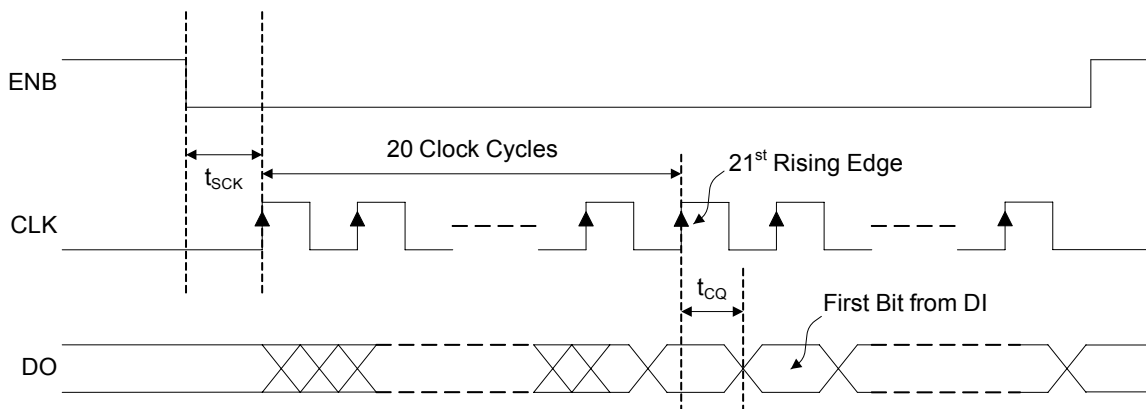 ENB
20 Clock Cycles
21st Rising Edge
tSCK
CLK
tCQ
First Bit from DI
DO